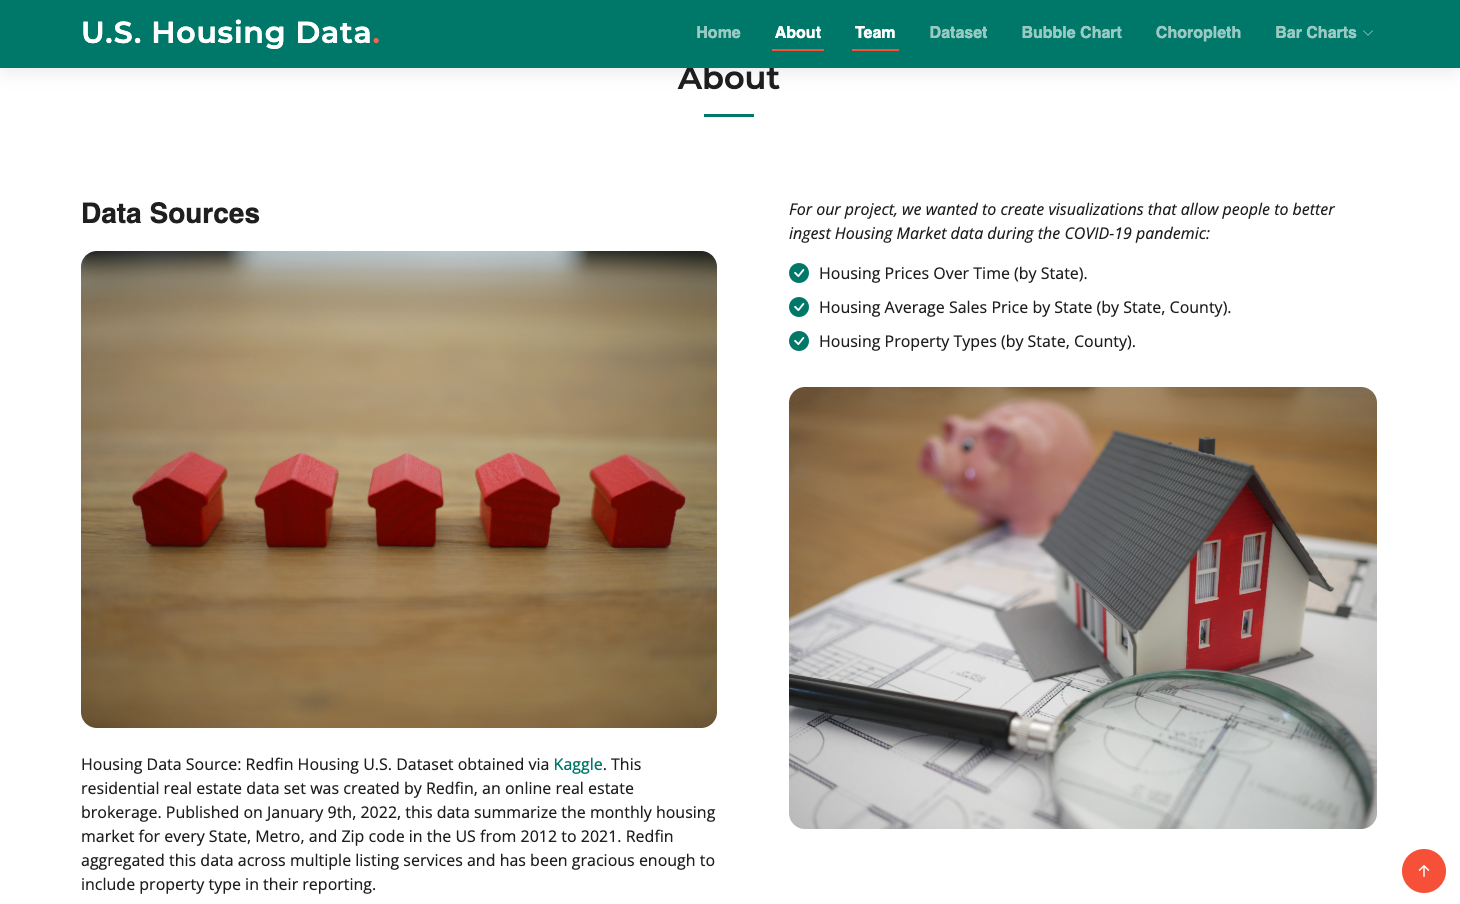 U.S. Housing Data.
Home About Team Dataset Bubble Chart Choropleth Bar Charts
About
Data Sources
Housing Data Source: Redfin Housing U.S. Dataset obtained via Kaggle. This
residential real estate data set was created by Redfin, an online real estate
brokerage. Published on January 9th, 2022, this data summarize the monthly housing
market for every State, Metro, and Zip code in the US from 2012 to 2021. Redfin
aggregated this data across multiple listing services and has been gracious enough to
include property type in their reporting.
For our project, we wanted to create visualizations that allow people to better
ingest Housing Market data during the COVID-19 pandemic:
Housing Prices Over Time (by State).
Housing Average Sales Price by State (by State, County).
Housing Property Types (by State, County).